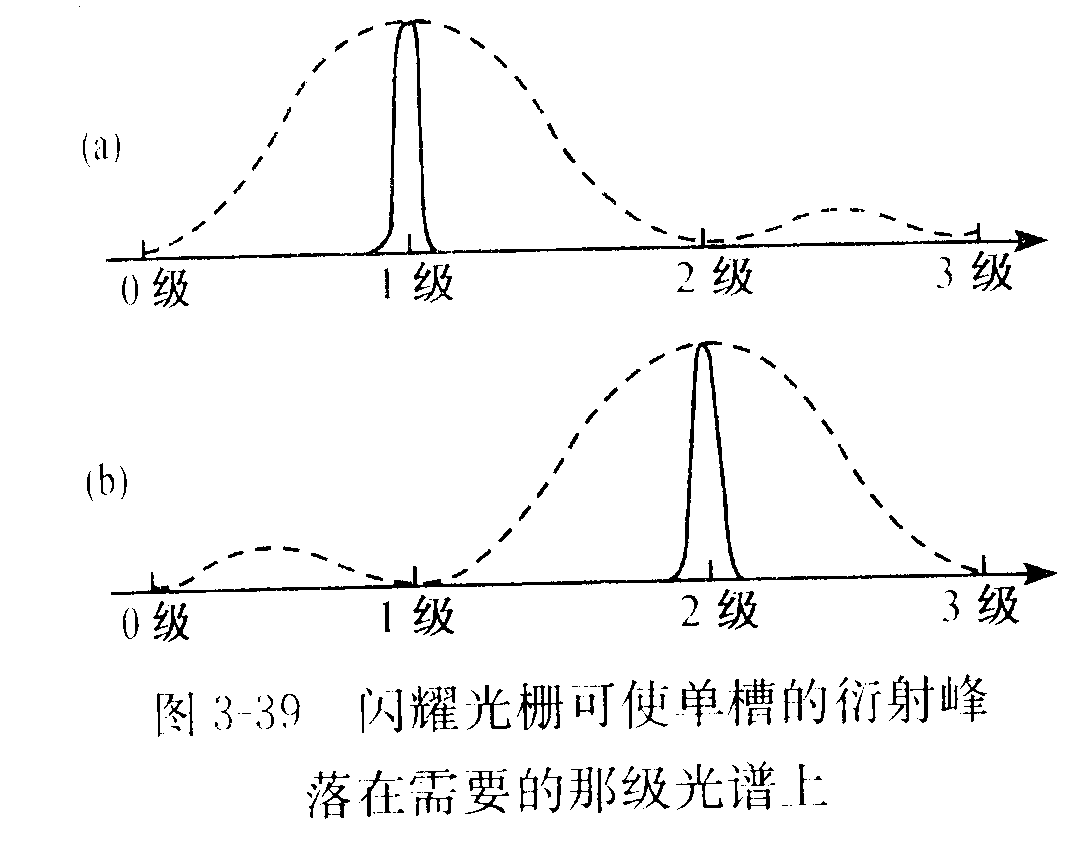 (a)
0 级 1 级 2 级 3 级
(b)
0 级 1 级 2 级 3 级
图 3-39 闪耀光栅可使单槽的衍射峰
落在需要的那级光谱上